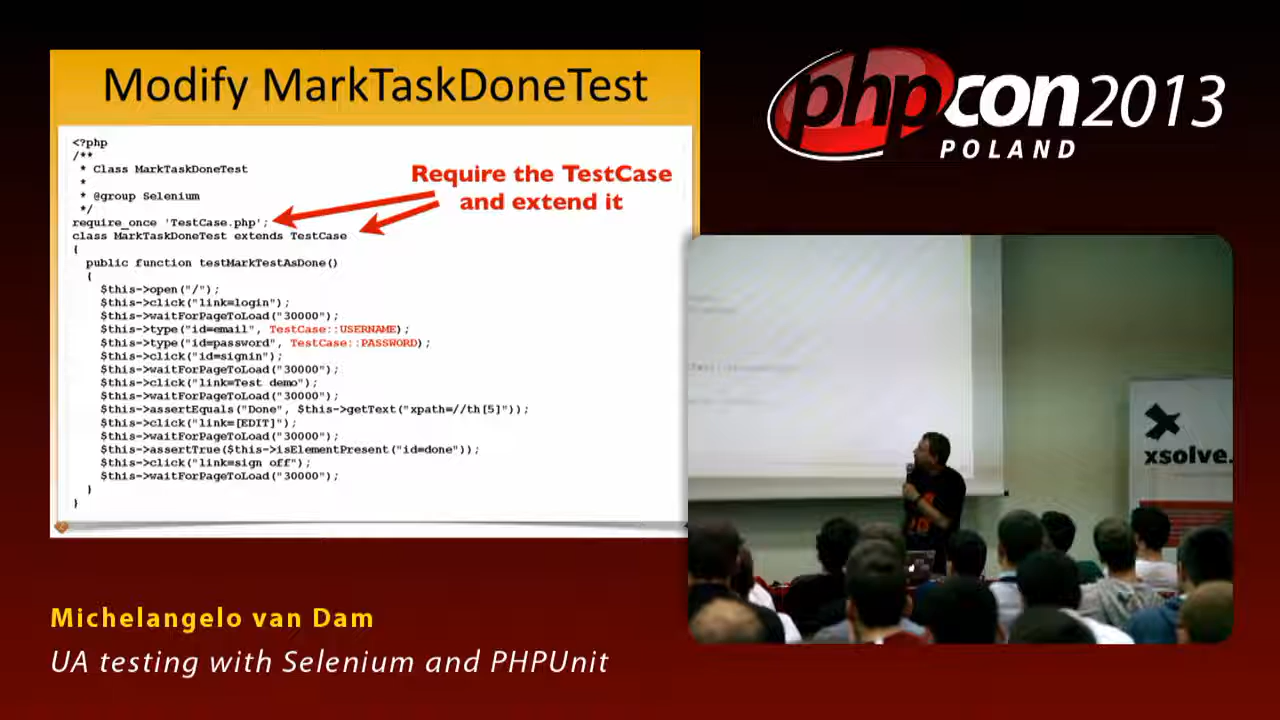 Modify MarkTaskDoneTest
<?php
/**
 * Class MarkTaskDoneTest
 *
 * @group Selenium
 */
require_once 'TestCase.php';
class MarkTaskDoneTest extends TestCase
{
  public function testMarkTestAsDone()
  {
    $this->open("/");
    $this->click("link=login");
    $this->waitForPageToLoad("30000");
    $this->type("id=email", TestCase::USERNAME);
    $this->type("id=password", TestCase::PASSWORD);
    $this->click("id=signin");
    $this->waitForPageToLoad("30000");
    $this->click("link=Test demo");
    $this->waitForPageToLoad("30000");
    $this->assertEquals("Done", $this->getText("xpath=//th[5]"));
    $this->click("link=[EDIT]");
    $this->waitForPageToLoad("30000");
    $this->assertTrue($this->isElementPresent("id=done"));
    $this->click("link=sign off");
    $this->waitForPageToLoad("30000");
  }
}
Require the TestCase
and extend it
phpcon2013
POLAND
xsolve.
Michelangelo van Dam
UA testing with Selenium and PHPUnit